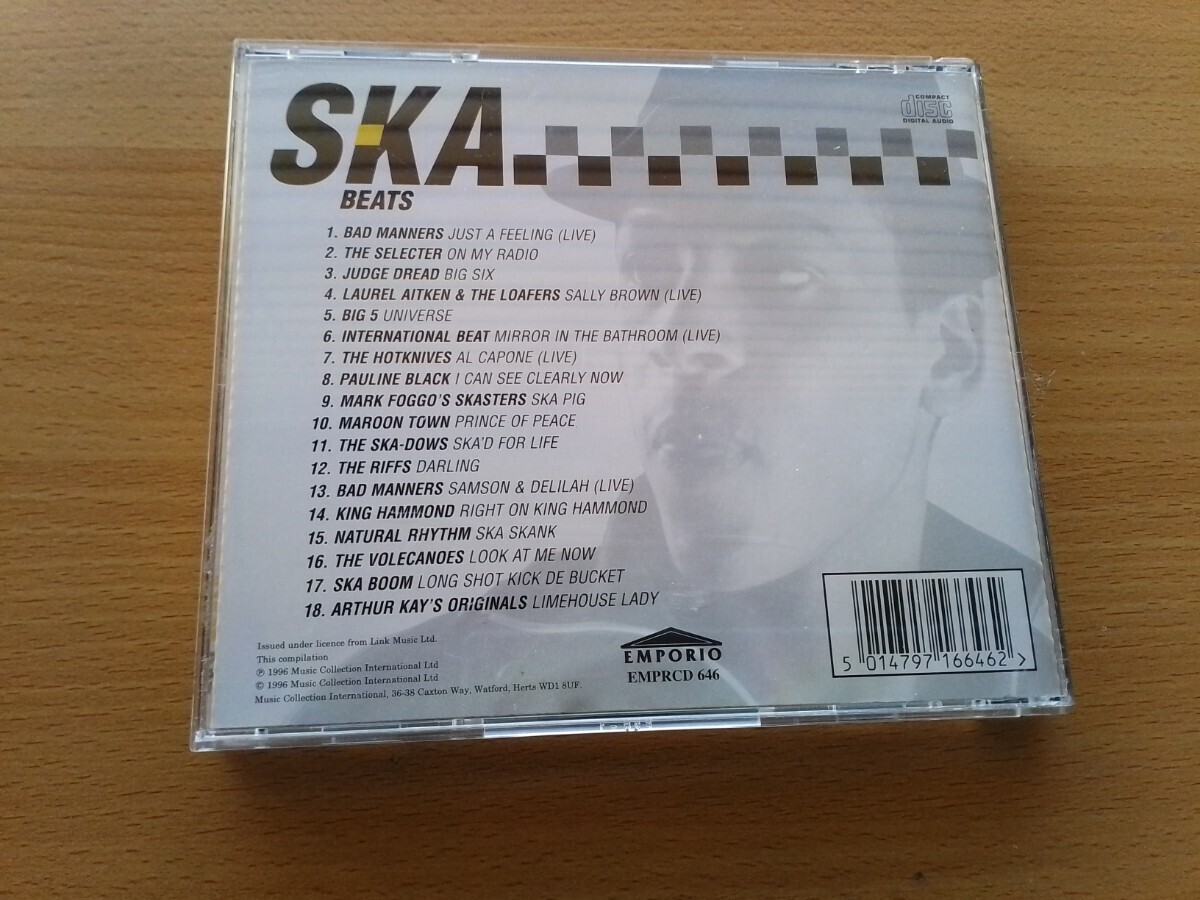 SKA
BEATS
COMPACT
disc
DIGITAL AUDIO
1. BAD MANNERS JUST A FEELING (LIVE)
2. THE SELECTER ON MY RADIO
3. JUDGE DREAD BIG SIX
4. LAUREL AITKEN & THE LOAFERS SALLY BROWN (LIVE)
5. BIG 5 UNIVERSE
6. INTERNATIONAL BEAT MIRROR IN THE BATHROOM (LIVE)
7. THE HOTKNIVES AL CAPONE (LIVE)
8. PAULINE BLACK I CAN SEE CLEARLY NOW
9. MARK FOGGO'S SKASTERS SKA PIG
10. MAROON TOWN PRINCE OF PEACE
11. THE SKA-DOWS SKA'D FOR LIFE
12. THE RIFFS DARLING
13. BAD MANNERS SAMSON & DELILAH (LIVE)
14. KING HAMMOND RIGHT ON KING HAMMOND
15. NATURAL RHYTHM SKA SKANK
16. THE VOLECANOES LOOK AT ME NOW
17. SKA BOOM LONG SHOT KICK DE BUCKET
18. ARTHUR KAY'S ORIGINALS LIMEHOUSE LADY
Issued under licence from Link Music Ltd.
This compilation
℗ 1996 Music Collection International Ltd
© 1996 Music Collection International Ltd
Music Collection International, 36-38 Caxton Way, Watford, Herts WD1 8UF.
EMPORIO
EMPRCD 646
5 014797 166462 >